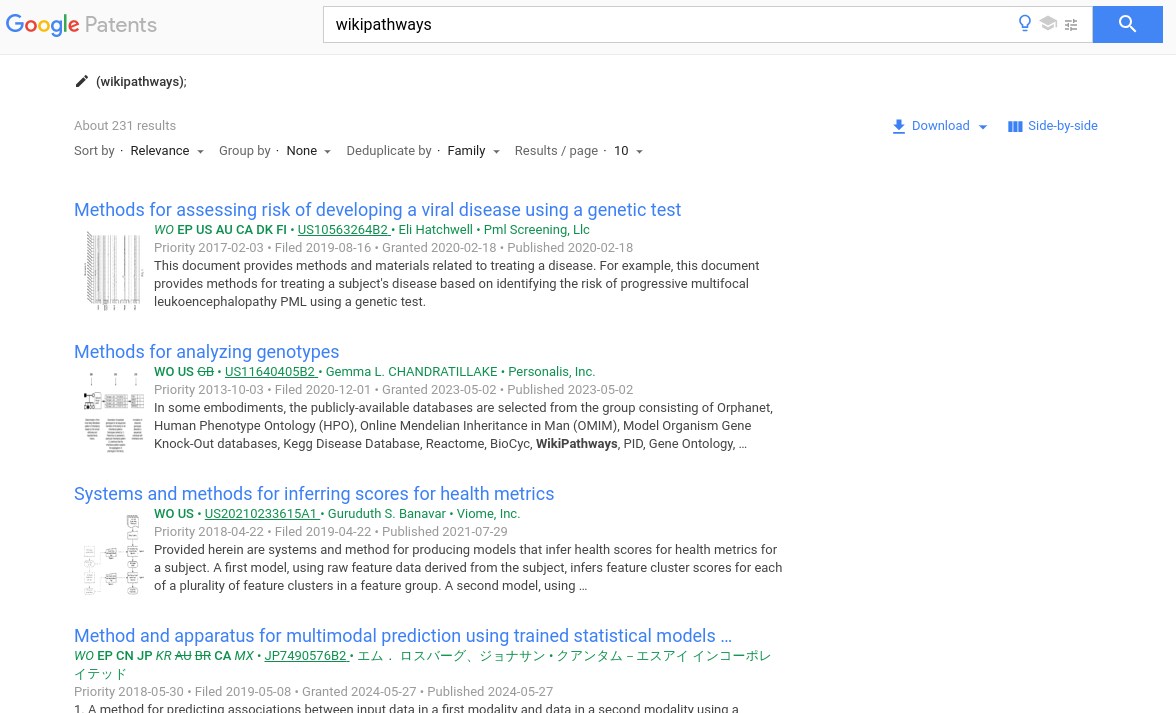 Google Patents
wikipathways
(wikipathways);
About 231 results
Download
Side-by-side
Sort by · Relevance Group by · None Deduplicate by · Family Results / page · 10
Methods for assessing risk of developing a viral disease using a genetic test
WO EP US AU CA DK FI • US10563264B2 • Eli Hatchwell • Pml Screening, Llc
Priority 2017-02-03 • Filed 2019-08-16 • Granted 2020-02-18 • Published 2020-02-18
This document provides methods and materials related to treating a disease. For example, this document
provides methods for treating a subject's disease based on identifying the risk of progressive multifocal
leukoencephalopathy PML using a genetic test.
Methods for analyzing genotypes
WO US GB • US11640405B2 • Gemma L. CHANDRATILLAKE • Personalis, Inc.
Priority 2013-10-03 • Filed 2020-12-01 • Granted 2023-05-02 • Published 2023-05-02
In some embodiments, the publicly-available databases are selected from the group consisting of Orphanet,
Human Phenotype Ontology (HPO), Online Mendelian Inheritance in Man (OMIM), Model Organism Gene
Knock-Out databases, Kegg Disease Database, Reactome, BioCyc, WikiPathways, PID, Gene Ontology, …
Systems and methods for inferring scores for health metrics
WO US • US20210233615A1 • Guruduth S. Banavar • Viome, Inc.
Priority 2018-04-22 • Filed 2019-04-22 • Published 2021-07-29
Provided herein are systems and method for producing models that infer health scores for health metrics for
a subject. A first model, using raw feature data derived from the subject, infers feature cluster scores for each
of a plurality of feature clusters in a feature group. A second model, using …
Method and apparatus for multimodal prediction using trained statistical models …
WO EP CN JP KR AU BR CA MX • JP7490576B2 • エム． ロスバーグ、ジョナサン • クアンタム－エスアイ インコーポレ
イテッド
Priority 2018-05-30 • Filed 2019-05-08 • Granted 2024-05-27 • Published 2024-05-27
1. A method for predicting associations between input data in a first modality and data in a second modality using a